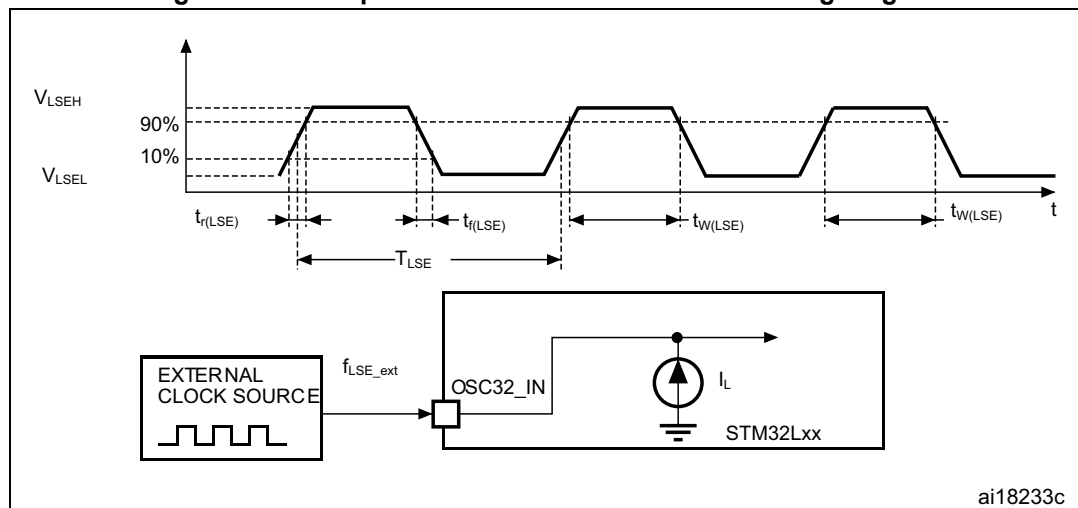 V_LSEH
90%
10%
V_LSEL
t_r(LSE)
t_f(LSE)
t_W(LSE)
t_W(LSE)
t
T_LSE
EXTERNAL
CLOCK SOURCE
f_LSE_ext
OSC32_IN
I_L
STM32Lxx
ai18233c